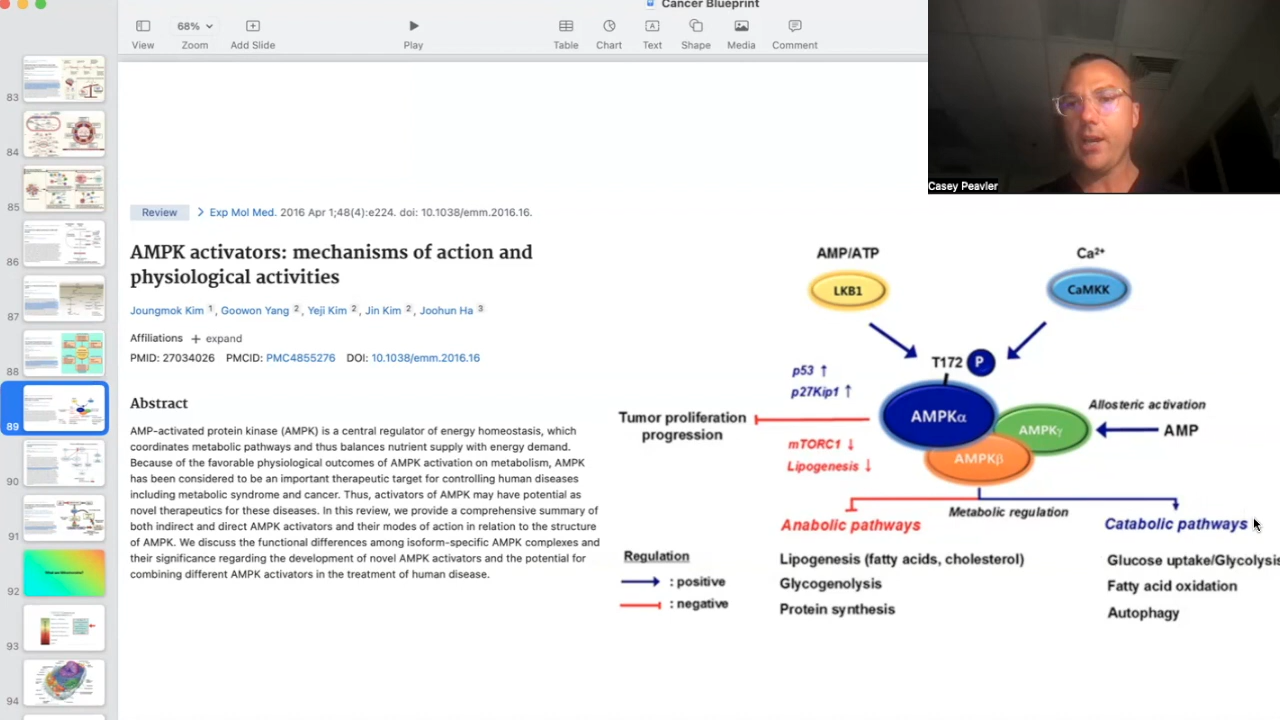 Cancer Blueprint
68%
View
Zoom
Add Slide
Play
Table
Chart
Text
Shape
Media
Comment
83
84
85
86
87
88
89
90
91
92
93
94
Casey Peavler
Review
Exp Mol Med. 2016 Apr 1;48(4):e224. doi: 10.1038/emm.2016.16.
AMPK activators: mechanisms of action and
physiological activities
Joungmok Kim 1, Goowon Yang 2, Yeji Kim 2, Jin Kim 2, Joohun Ha 3
Affiliations + expand
PMID: 27034026 PMCID: PMC4855276 DOI: 10.1038/emm.2016.16
Abstract
AMP-activated protein kinase (AMPK) is a central regulator of energy homeostasis, which
coordinates metabolic pathways and thus balances nutrient supply with energy demand.
Because of the favorable physiological outcomes of AMPK activation on metabolism, AMPK
has been considered to be an important therapeutic target for controlling human diseases
including metabolic syndrome and cancer. Thus, activators of AMPK may have potential as
novel therapeutics for these diseases. In this review, we provide a comprehensive summary of
both indirect and direct AMPK activators and their modes of action in relation to the structure
of AMPK. We discuss the functional differences among isoform-specific AMPK complexes and
their significance regarding the development of novel AMPK activators and the potential for
combining different AMPK activators in the treatment of human disease.
AMP/ATP
LKB1
Ca²⁺
CaMKK
T172 P
p53 ↑
p27Kip1 ↑
Tumor proliferation
progression
mTORC1 ↓
Lipogenesis ↓
AMPKα
AMPKγ
AMPKβ
Allosteric activation
AMP
Metabolic regulation
Anabolic pathways
Catabolic pathways
Regulation
: positive
: negative
Lipogenesis (fatty acids, cholesterol)
Glycogenolysis
Protein synthesis
Glucose uptake/Glycolysis
Fatty acid oxidation
Autophagy